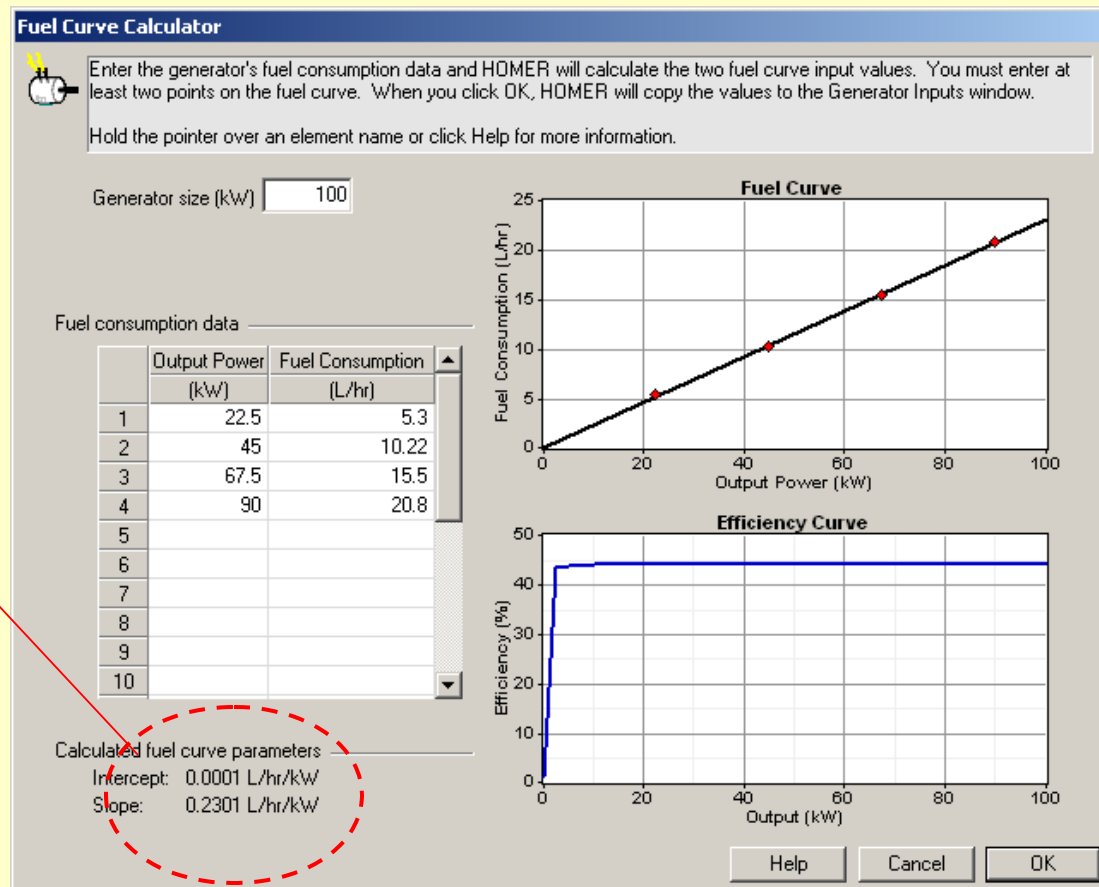 Fuel Curve Calculator
Enter the generator's fuel consumption data and HOMER will calculate the two fuel curve input values. You must enter at
least two points on the fuel curve. When you click OK, HOMER will copy the values to the Generator Inputs window.
Hold the pointer over an element name or click Help for more information.
Generator size (kW) 100
Fuel consumption data
Output Power Fuel Consumption
(kW) (L/hr)
1 22.5 5.3
2 45 10.22
3 67.5 15.5
4 90 20.8
5
6
7
8
9
10
Calculated fuel curve parameters
Intercept: 0.0001 L/hr/kW
Slope: 0.2301 L/hr/kW
Fuel Curve
Fuel Consumption (L/hr)
25
20
15
10
5
0
0 20 40 60 80 100
Output Power (kW)
Efficiency Curve
Efficiency (%)
50
40
30
20
10
0
0 20 40 60 80 100
Output (kW)
Help Cancel OK